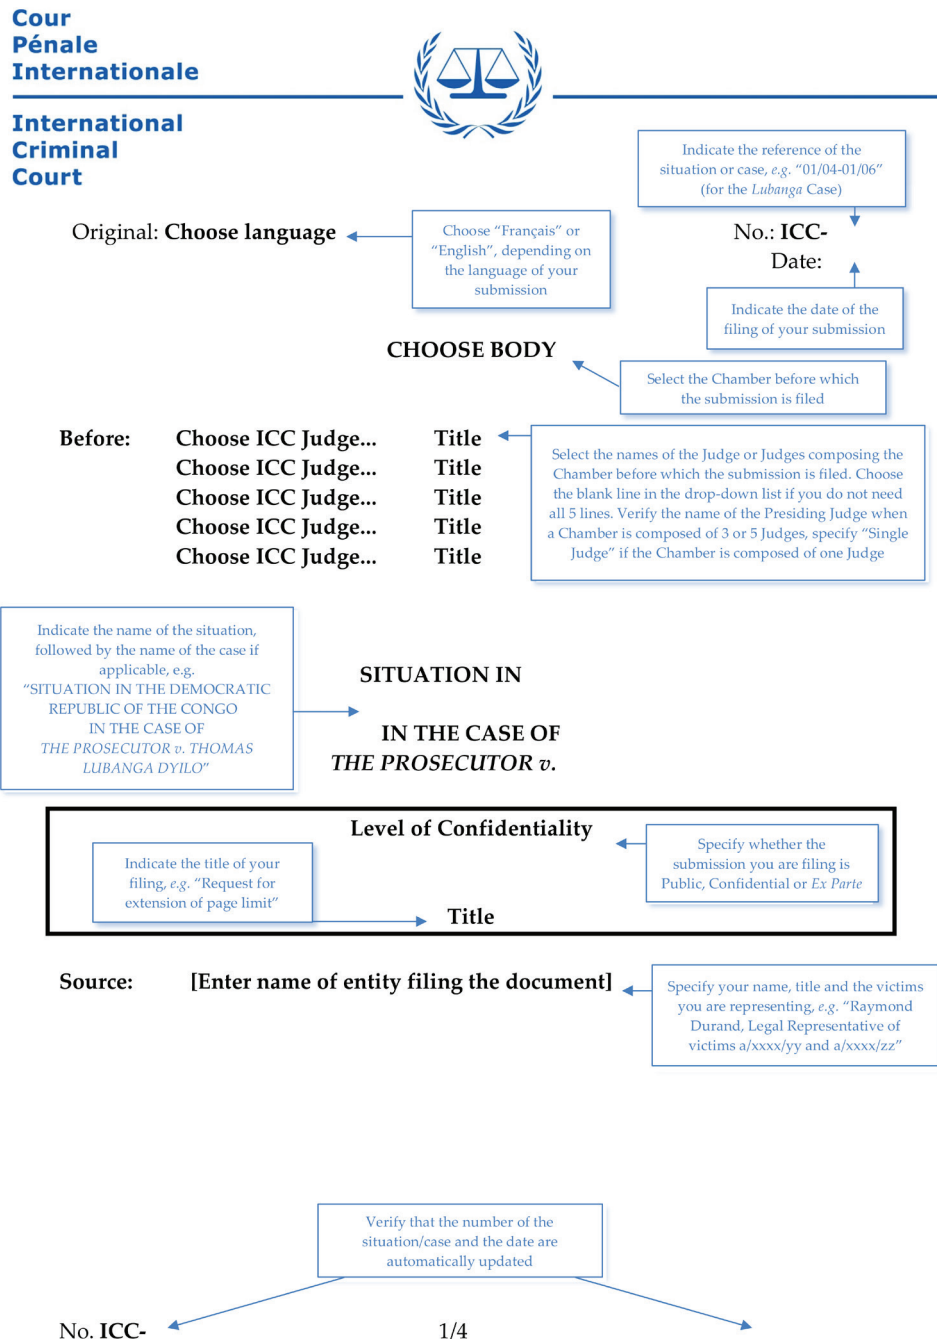 Cour
Pénale
Internationale
International
Criminal
Court
Indicate the reference of the
situation or case, e.g. “01/04-01/06”
(for the Lubanga Case)
Original: Choose language
Choose “Français” or
“English”, depending on
the language of your
submission
No.: ICC-
Date:
Indicate the date of the
filing of your submission
CHOOSE BODY
Select the Chamber before which
the submission is filed
Before: Choose ICC Judge... Title
Choose ICC Judge... Title
Choose ICC Judge... Title
Choose ICC Judge... Title
Choose ICC Judge... Title
Select the names of the Judge or Judges composing the
Chamber before which the submission is filed. Choose
the blank line in the drop-down list if you do not need
all 5 lines. Verify the name of the Presiding Judge when
a Chamber is composed of 3 or 5 Judges, specify “Single
Judge” if the Chamber is composed of one Judge
Indicate the name of the situation,
followed by the name of the case if
applicable, e.g.
“SITUATION IN THE DEMOCRATIC
REPUBLIC OF THE CONGO
IN THE CASE OF
THE PROSECUTOR v. THOMAS
LUBANGA DYILO”
SITUATION IN
IN THE CASE OF
THE PROSECUTOR v.
Level of Confidentiality
Specify whether the
submission you are filing is
Public, Confidential or Ex Parte
Indicate the title of your
filing, e.g. “Request for
extension of page limit”
Title
Source: [Enter name of entity filing the document]
Specify your name, title and the victims
you are representing, e.g. “Raymond
Durand, Legal Representative of
victims a/xxxx/yy and a/xxxx/zz”
Verify that the number of the
situation/case and the date are
automatically updated
No. ICC- 1/4